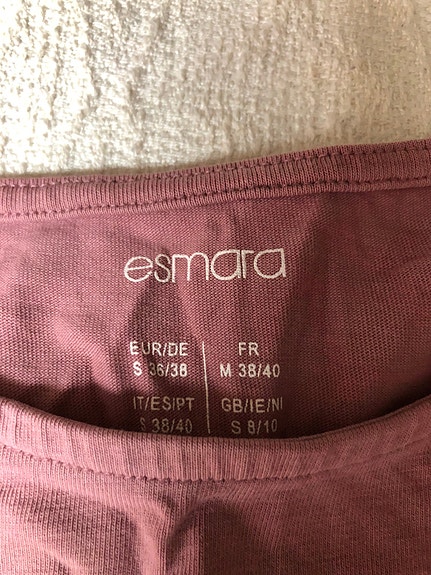 esmara
EUR/DE FR
S 36/38 M 38/40
IT/ES/PT GB/IE/NI
S 38/40 S 8/10